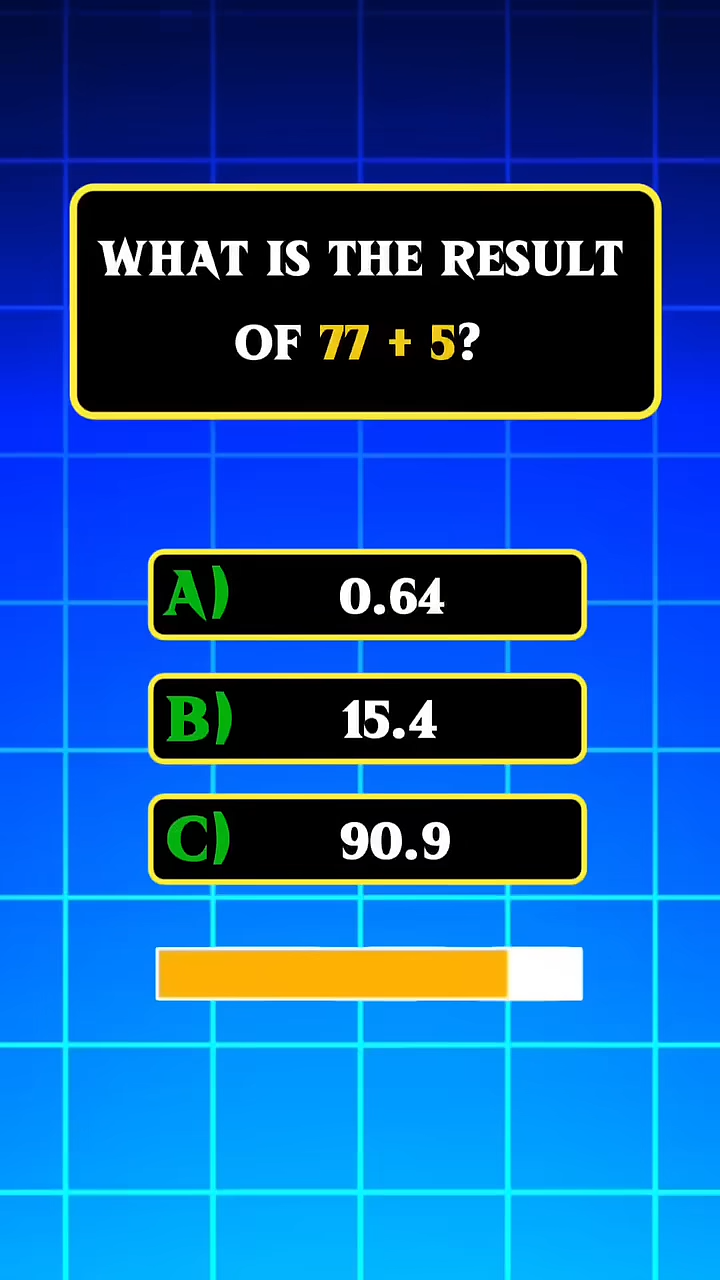 WHAT IS THE RESULT
OF 77 + 5?
A) 0.64
B) 15.4
C) 90.9